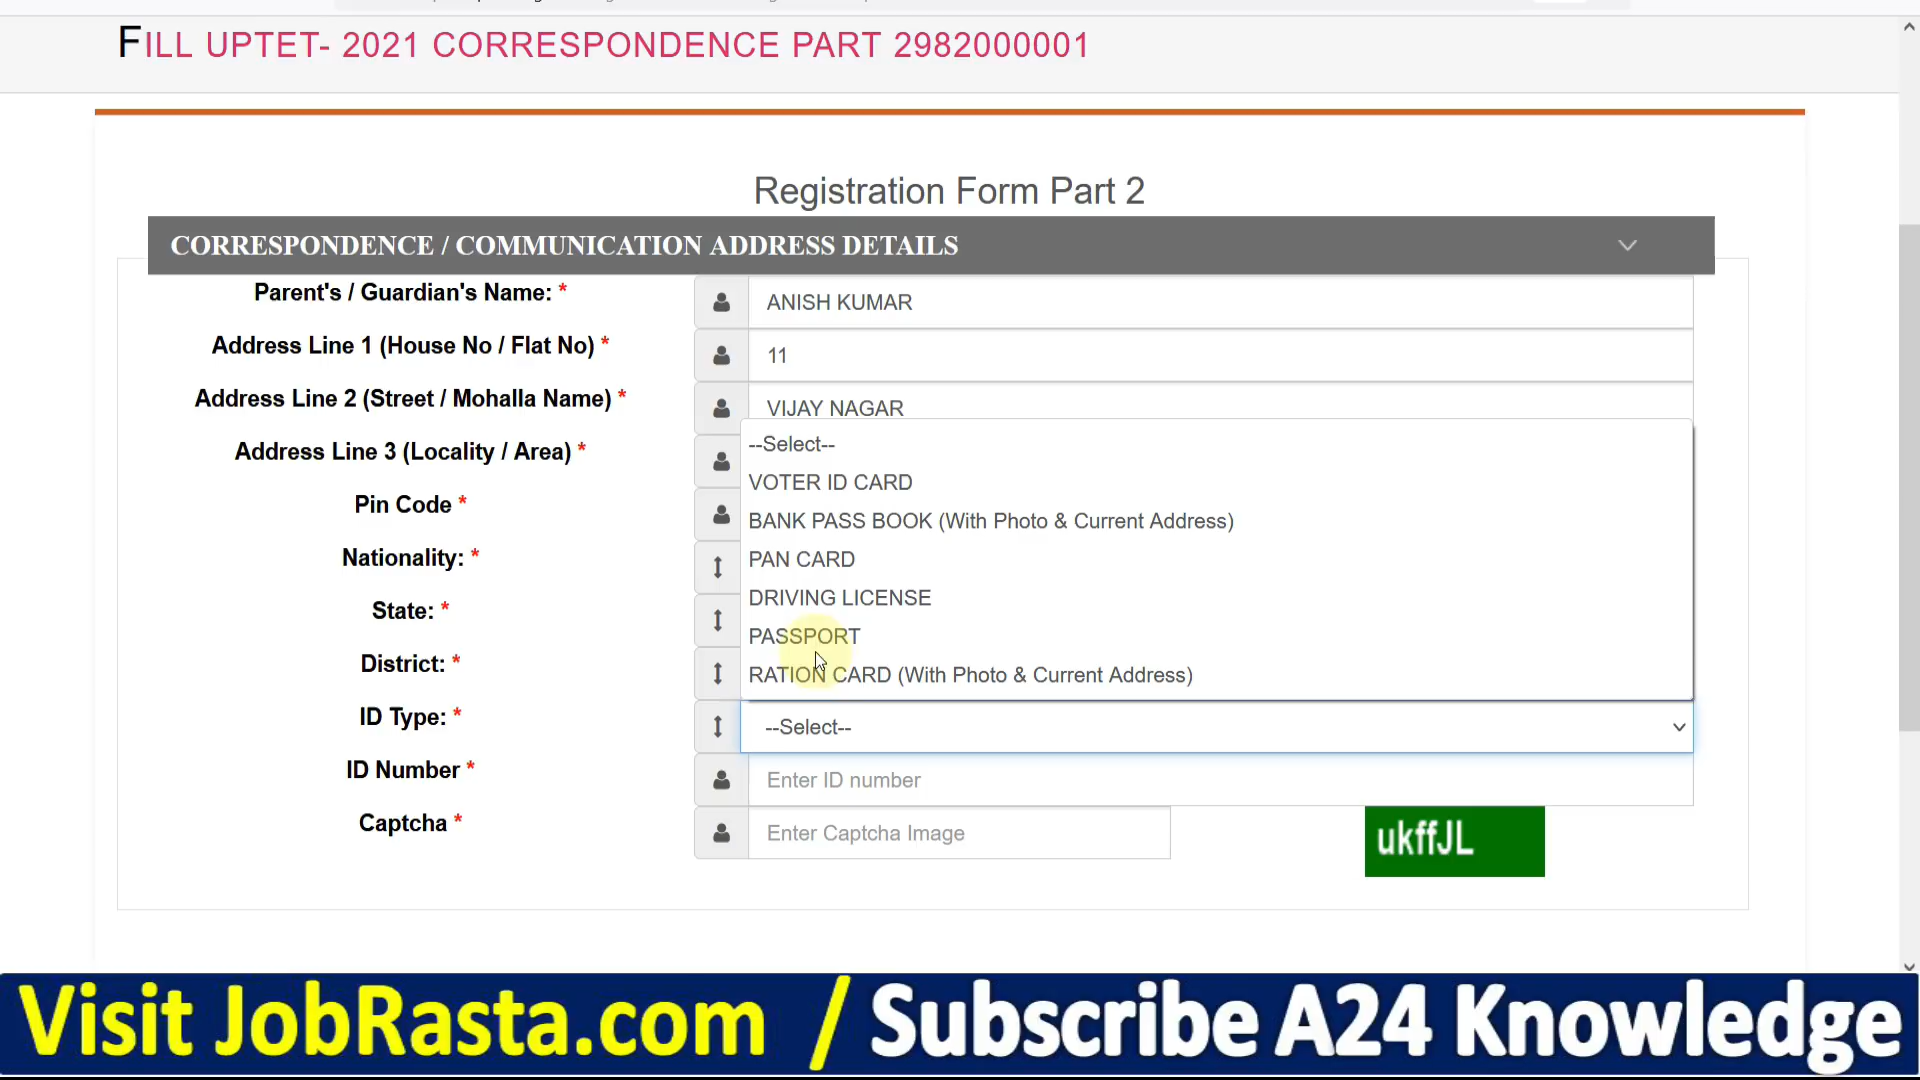 FILL UPTET- 2021 CORRESPONDENCE PART 2982000001
Registration Form Part 2
CORRESPONDENCE / COMMUNICATION ADDRESS DETAILS
Parent's / Guardian's Name: * ANISH KUMAR
Address Line 1 (House No / Flat No) * 11
Address Line 2 (Street / Mohalla Name) * VIJAY NAGAR
Address Line 3 (Locality / Area) *
Pin Code *
Nationality: *
State: *
District: *
--Select--
VOTER ID CARD
BANK PASS BOOK (With Photo & Current Address)
PAN CARD
DRIVING LICENSE
PASSPORT
RATION CARD (With Photo & Current Address)
ID Type: * --Select--
ID Number * Enter ID number
Captcha * Enter Captcha Image ukffJL
Visit JobRasta.com / Subscribe A24 Knowledge